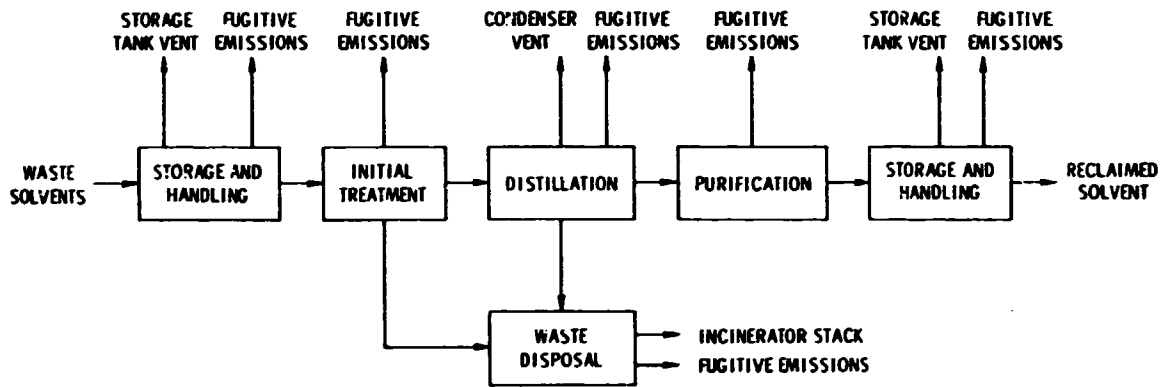 STORAGE
TANK VENT
FUGITIVE
EMISSIONS
FUGITIVE
EMISSIONS
CONDENSER
VENT
FUGITIVE
EMISSIONS
FUGITIVE
EMISSIONS
STORAGE
TANK VENT
FUGITIVE
EMISSIONS
WASTE
SOLVENTS
STORAGE AND
HANDLING
INITIAL
TREATMENT
DISTILLATION
PURIFICATION
STORAGE AND
HANDLING
RECLAIMED
SOLVENT
WASTE
DISPOSAL
INCINERATOR STACK
FUGITIVE EMISSIONS